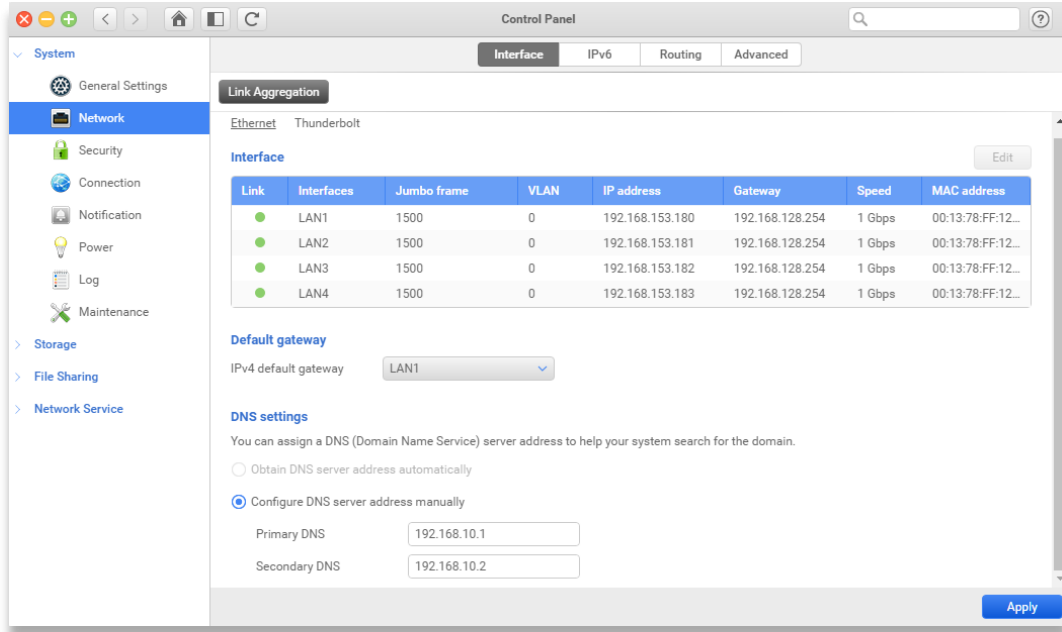 Control Panel
?
System
General Settings
Network
Security
Connection
Notification
Power
Log
Maintenance
Storage
File Sharing
Network Service
Interface IPv6 Routing Advanced
Link Aggregation
Ethernet Thunderbolt
Interface Edit
Link Interfaces Jumbo frame VLAN IP address Gateway Speed MAC address
LAN1 1500 0 192.168.153.180 192.168.128.254 1 Gbps 00:13:78:FF:12...
LAN2 1500 0 192.168.153.181 192.168.128.254 1 Gbps 00:13:78:FF:12...
LAN3 1500 0 192.168.153.182 192.168.128.254 1 Gbps 00:13:78:FF:12...
LAN4 1500 0 192.168.153.183 192.168.128.254 1 Gbps 00:13:78:FF:12...
Default gateway
IPv4 default gateway LAN1
DNS settings
You can assign a DNS (Domain Name Service) server address to help your system search for the domain.
Obtain DNS server address automatically
Configure DNS server address manually
Primary DNS 192.168.10.1
Secondary DNS 192.168.10.2
Apply